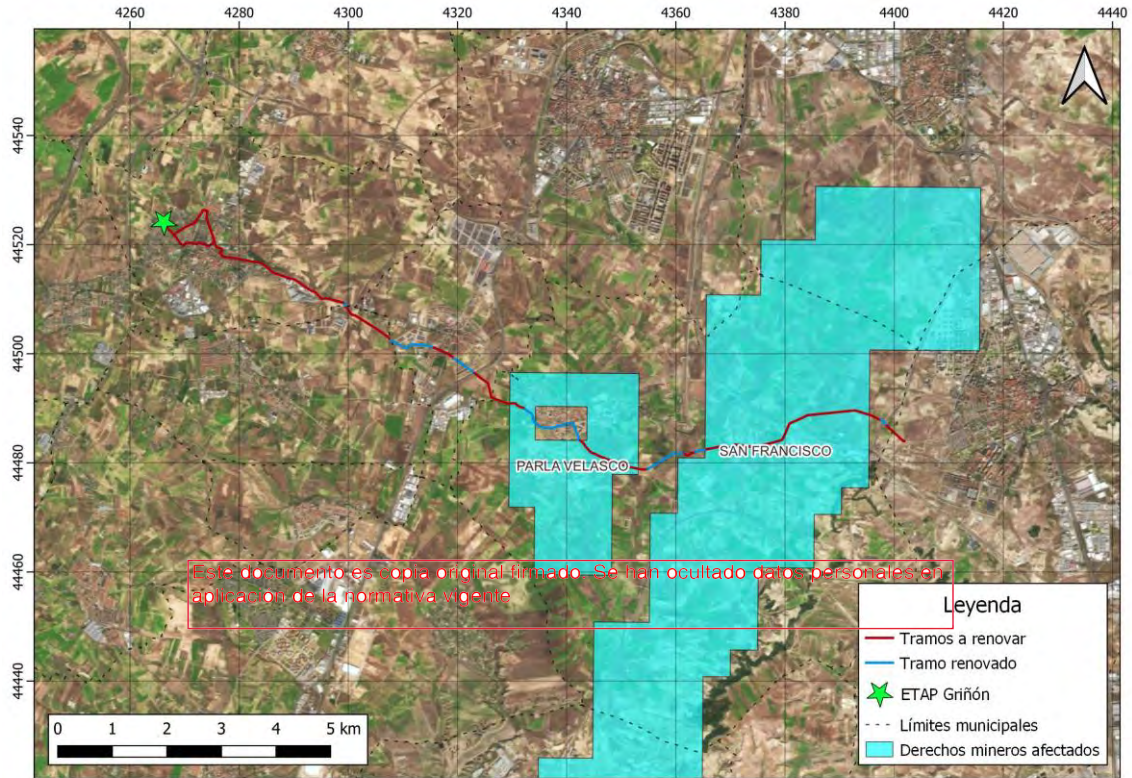 4260 4280 4300 4320 4340 4360 4380 4400 4420 4440
44540
44520
44500
44480
44460
44440
PARLA VELASCO
SAN FRANCISCO
Este documento es copia original firmado. Se han ocultado datos personales en
aplicación de la normativa vigente
Leyenda
Tramos a renovar
Tramo renovado
ETAP Griñón
Límites municipales
Derechos mineros afectados
0 1 2 3 4 5 km